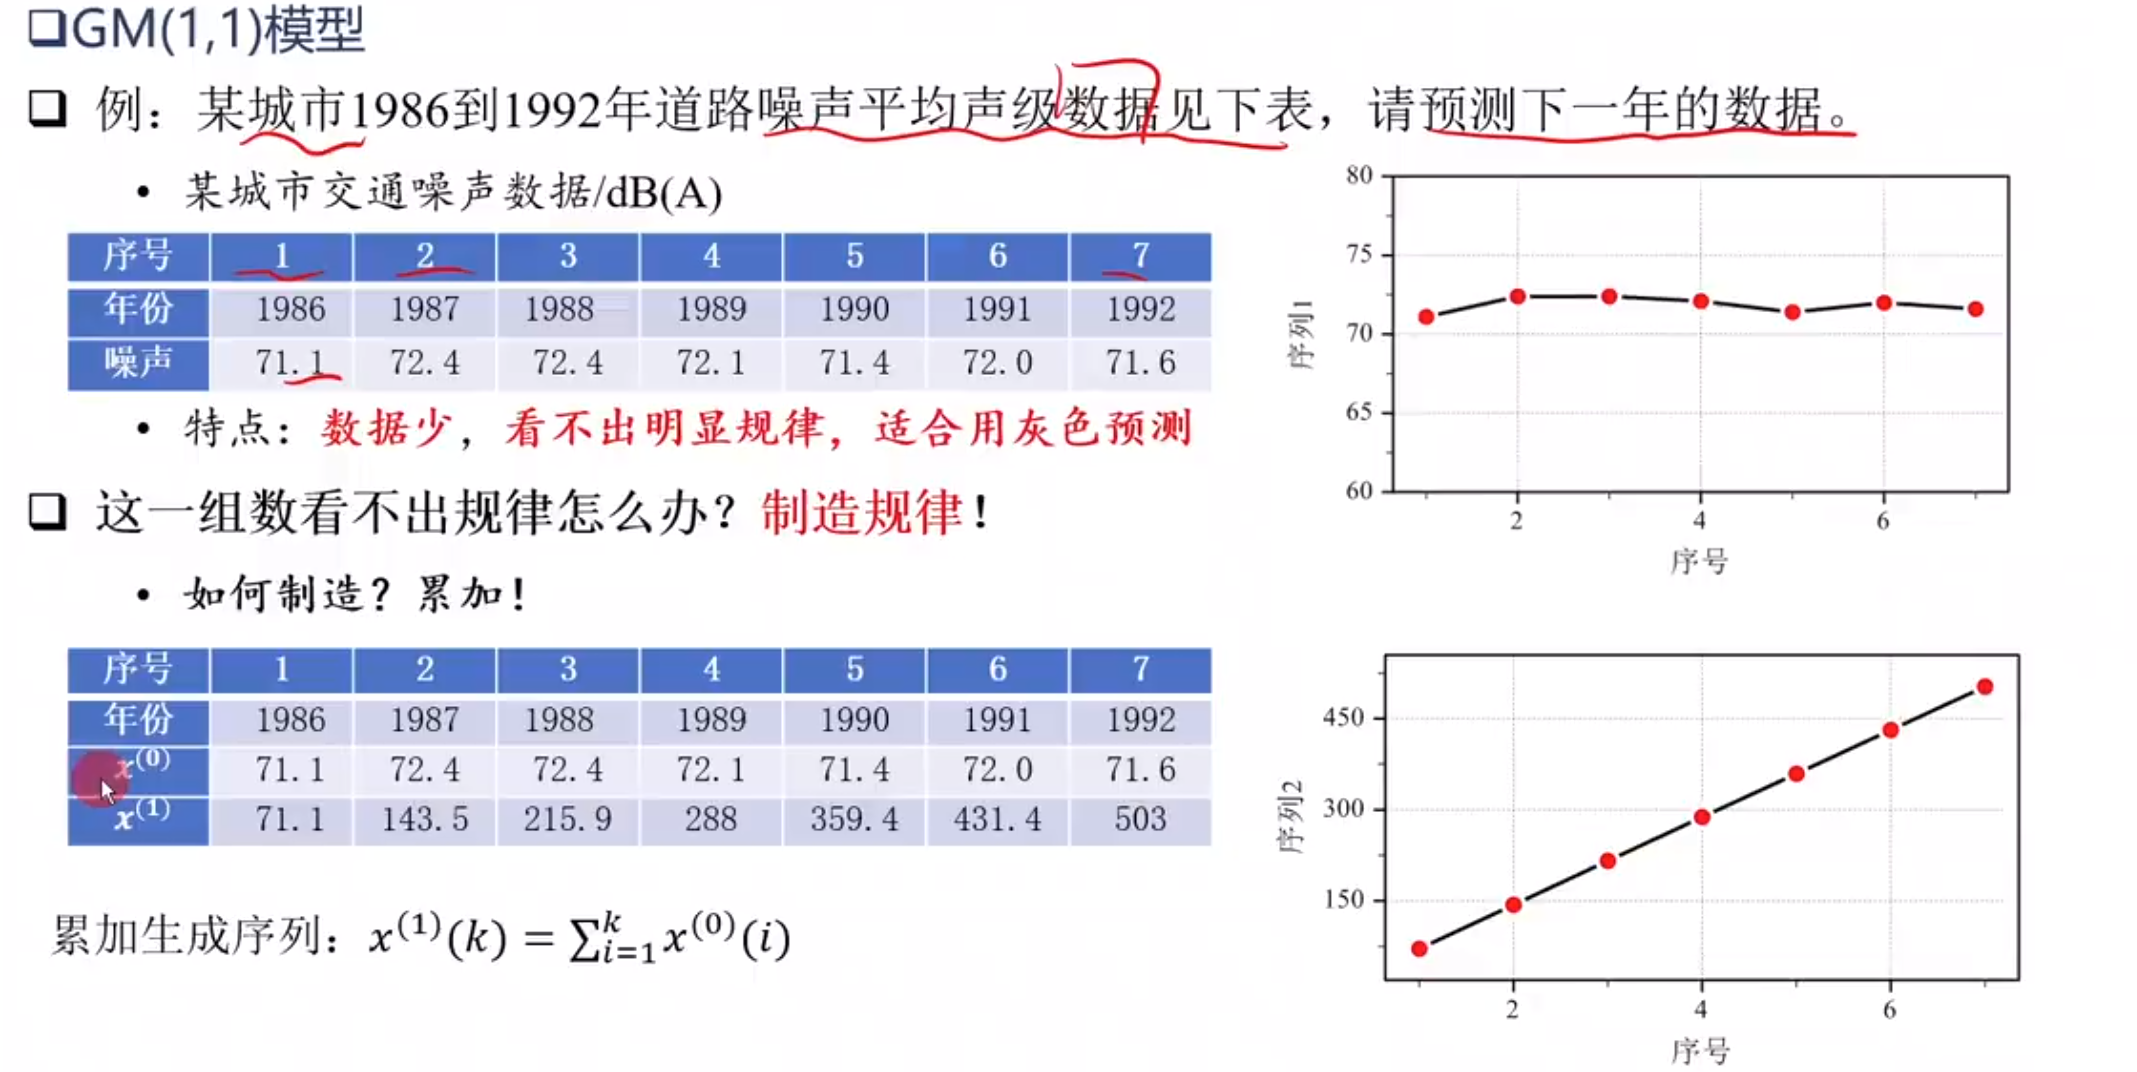 ❑GM(1,1)模型
❑ 例：某城市1986到1992年道路噪声平均声级数据见下表，请预测下一年的数据。
• 某城市交通噪声数据/dB(A)
序号 1 2 3 4 5 6 7
年份 1986 1987 1988 1989 1990 1991 1992
噪声 71.1 72.4 72.4 72.1 71.4 72.0 71.6
• 特点：数据少，看不出明显规律，适合用灰色预测
80
75
70
65
60
序列1
2 4 6
序号
❑ 这一组数看不出规律怎么办？制造规律！
• 如何制造？累加！
序号 1 2 3 4 5 6 7
年份 1986 1987 1988 1989 1990 1991 1992
x⁽⁰⁾ 71.1 72.4 72.4 72.1 71.4 72.0 71.6
x⁽¹⁾ 71.1 143.5 215.9 288 359.4 431.4 503
累加生成序列：x⁽¹⁾(k) = ∑ᵏᵢ₌₁ x⁽⁰⁾(i)
450
300
150
序列2
2 4 6
序号